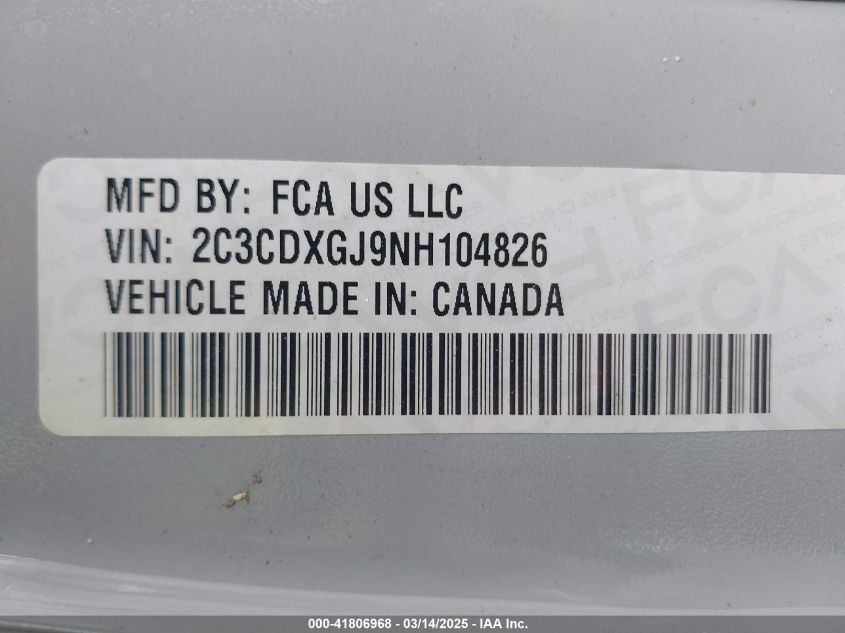 MFD BY: FCA US LLC
VIN: 2C3CDXGJ9NH104826
VEHICLE MADE IN: CANADA
000-41806968 - 03/14/2025 - IAA Inc.